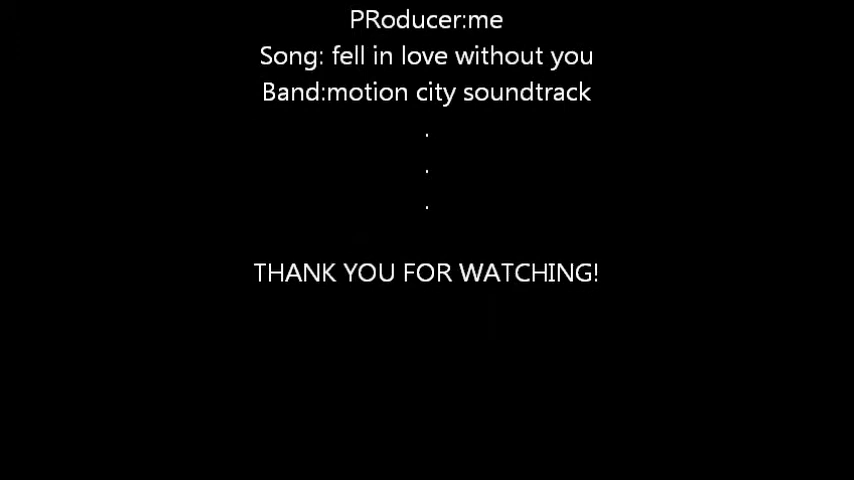 PRoducer:me
Song: fell in love without you
Band:motion city soundtrack
.
.
.
THANK YOU FOR WATCHING!